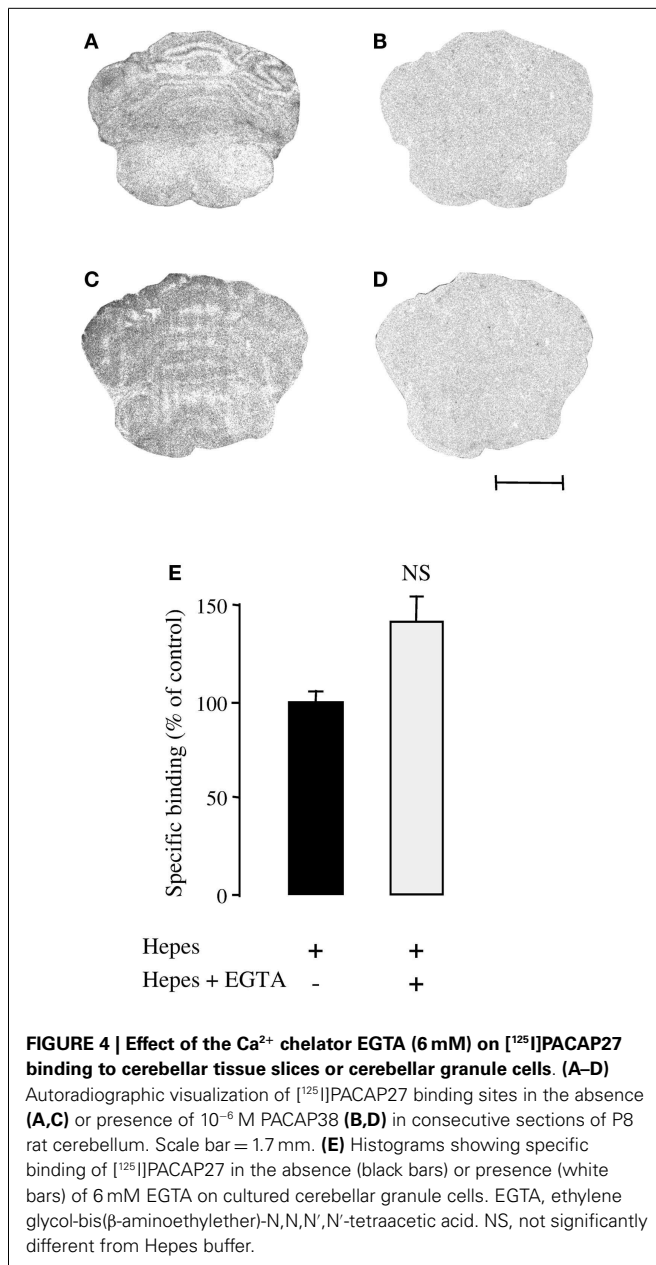 A
B
C
D
E
NS
150
100
50
0
Specific binding (% of control)
Hepes + +
Hepes + EGTA - +
FIGURE 4 | Effect of the Ca²⁺ chelator EGTA (6 mM) on [¹²⁵I]PACAP27
binding to cerebellar tissue slices or cerebellar granule cells. (A–D)
Autoradiographic visualization of [¹²⁵I]PACAP27 binding sites in the absence
(A,C) or presence of 10⁻⁶ M PACAP38 (B,D) in consecutive sections of P8
rat cerebellum. Scale bar = 1.7 mm. (E) Histograms showing specific
binding of [¹²⁵I]PACAP27 in the absence (black bars) or presence (white
bars) of 6 mM EGTA on cultured cerebellar granule cells. EGTA, ethylene
glycol-bis(β-aminoethylether)-N,N,N′,N′-tetraacetic acid. NS, not significantly
different from Hepes buffer.